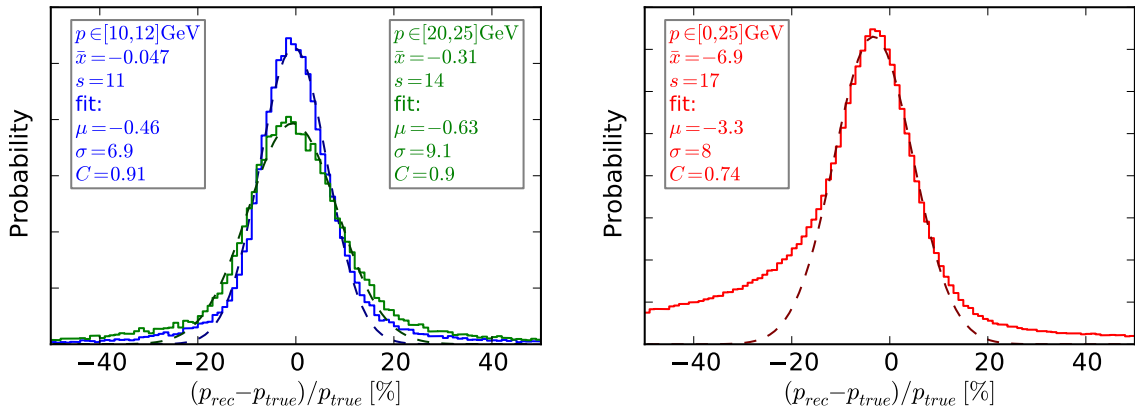 Probability
p∈[10,12]GeV
x̄=−0.047
s=11
fit:
μ=−0.46
σ=6.9
C=0.91
p∈[20,25]GeV
x̄=−0.31
s=14
fit:
μ=−0.63
σ=9.1
C=0.9
−40 −20 0 20 40
(p_rec−p_true)/p_true [%]
Probability
p∈[0,25]GeV
x̄=−6.9
s=17
fit:
μ=−3.3
σ=8
C=0.74
−40 −20 0 20 40
(p_rec−p_true)/p_true [%]